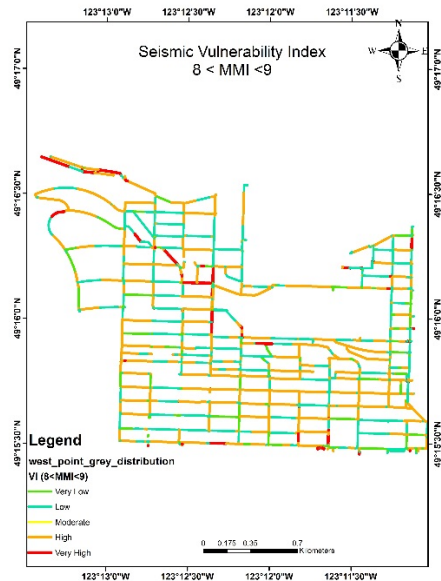 123°13'0"W 123°12'30"W 123°12'0"W 123°11'30"W
Seismic Vulnerability Index
8 < MMI <9
N
W E
S
49°17'0"N 49°17'0"N
49°16'30"N 49°16'30"N
49°16'0"N 49°16'0"N
49°15'30"N 49°15'30"N
Legend
west_point_grey_distribution
VI (8<MMI<9)
Very Low
Low
Moderate
High
Very High
0 0.175 0.35 0.7
Kilometers
123°13'0"W 123°12'30"W 123°12'0"W 123°11'30"W